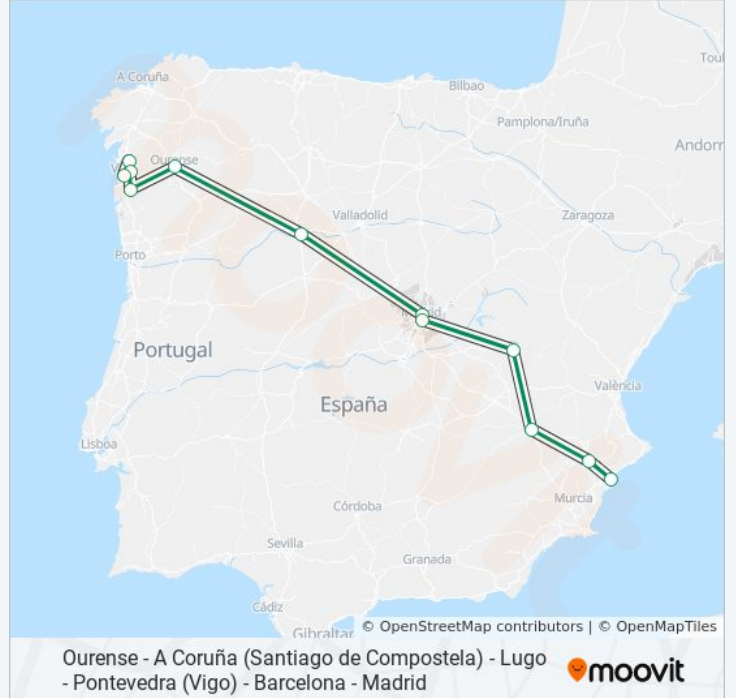 A Coruña
Bilbao
Toul
Pamplona/Iruña
Andorr
Ourense
Valladolid
Zaragoza
Porto
Portugal
España
València
Lisboa
Murcia
Córdoba
Sevilla
Granada
Cádiz
Gibraltar
© OpenStreetMap contributors | © OpenMapTiles
Ourense - A Coruña (Santiago de Compostela) - Lugo
- Pontevedra (Vigo) - Barcelona - Madrid
moovit